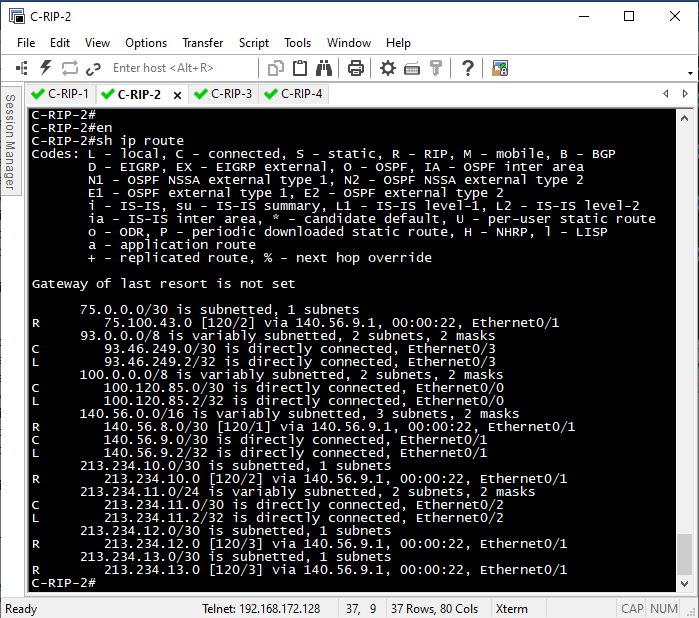 C-RIP-2
File Edit View Options Transfer Script Tools Window Help
Enter host <Alt+R>
Session Manager
C-RIP-1 C-RIP-2 C-RIP-3 C-RIP-4
C-RIP-2#
C-RIP-2#en
C-RIP-2#sh ip route
Codes: L - local, C - connected, S - static, R - RIP, M - mobile, B - BGP
D - EIGRP, EX - EIGRP external, O - OSPF, IA - OSPF inter area
N1 - OSPF NSSA external type 1, N2 - OSPF NSSA external type 2
E1 - OSPF external type 1, E2 - OSPF external type 2
i - IS-IS, su - IS-IS summary, L1 - IS-IS level-1, L2 - IS-IS level-2
ia - IS-IS inter area, * - candidate default, U - per-user static route
o - ODR, P - periodic downloaded static route, H - NHRP, l - LISP
a - application route
+ - replicated route, % - next hop override
Gateway of last resort is not set
75.0.0.0/30 is subnetted, 1 subnets
R 75.100.43.0 [120/2] via 140.56.9.1, 00:00:22, Ethernet0/1
93.0.0.0/8 is variably subnetted, 2 subnets, 2 masks
C 93.46.249.0/30 is directly connected, Ethernet0/3
L 93.46.249.2/32 is directly connected, Ethernet0/3
100.0.0.0/8 is variably subnetted, 2 subnets, 2 masks
C 100.120.85.0/30 is directly connected, Ethernet0/0
L 100.120.85.2/32 is directly connected, Ethernet0/0
140.56.0.0/16 is variably subnetted, 3 subnets, 2 masks
R 140.56.8.0/30 [120/1] via 140.56.9.1, 00:00:22, Ethernet0/1
C 140.56.9.0/30 is directly connected, Ethernet0/1
L 140.56.9.2/32 is directly connected, Ethernet0/1
213.234.10.0/30 is subnetted, 1 subnets
R 213.234.10.0 [120/2] via 140.56.9.1, 00:00:22, Ethernet0/1
213.234.11.0/24 is variably subnetted, 2 subnets, 2 masks
C 213.234.11.0/30 is directly connected, Ethernet0/2
L 213.234.11.2/32 is directly connected, Ethernet0/2
213.234.12.0/30 is subnetted, 1 subnets
R 213.234.12.0 [120/3] via 140.56.9.1, 00:00:22, Ethernet0/1
213.234.13.0/30 is subnetted, 1 subnets
R 213.234.13.0 [120/3] via 140.56.9.1, 00:00:22, Ethernet0/1
C-RIP-2#
Ready Telnet: 192.168.172.128 37, 9 37 Rows, 80 Cols Xterm CAP NUM